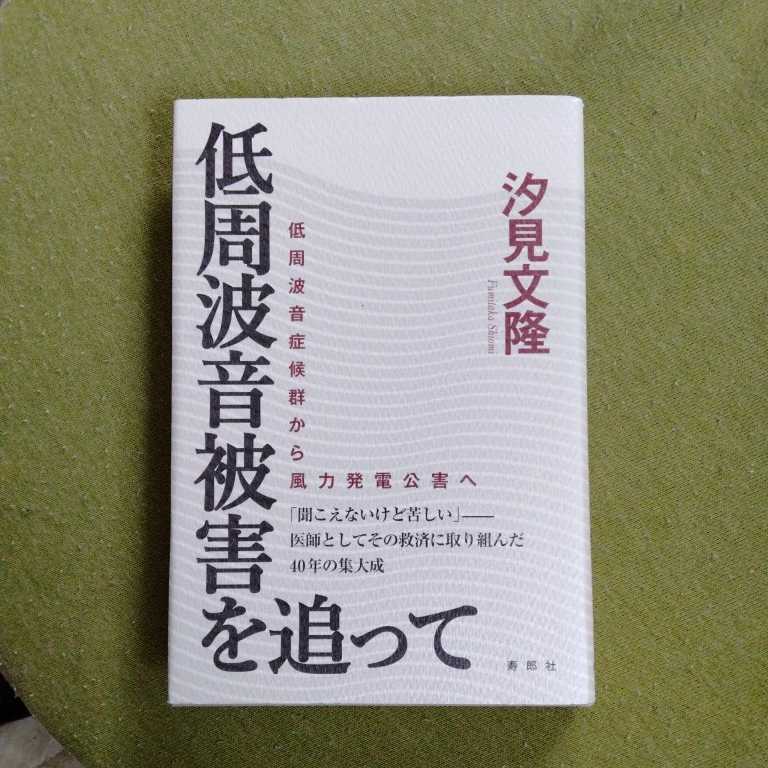 低周波音被害を追って
低周波音症候群から
風力発電公害へ
「聞こえないけど苦しい」――
医師としてその救済に取り組んだ
40年の集大成
汐見文隆
Fumitaka Shiomi
寿郎社